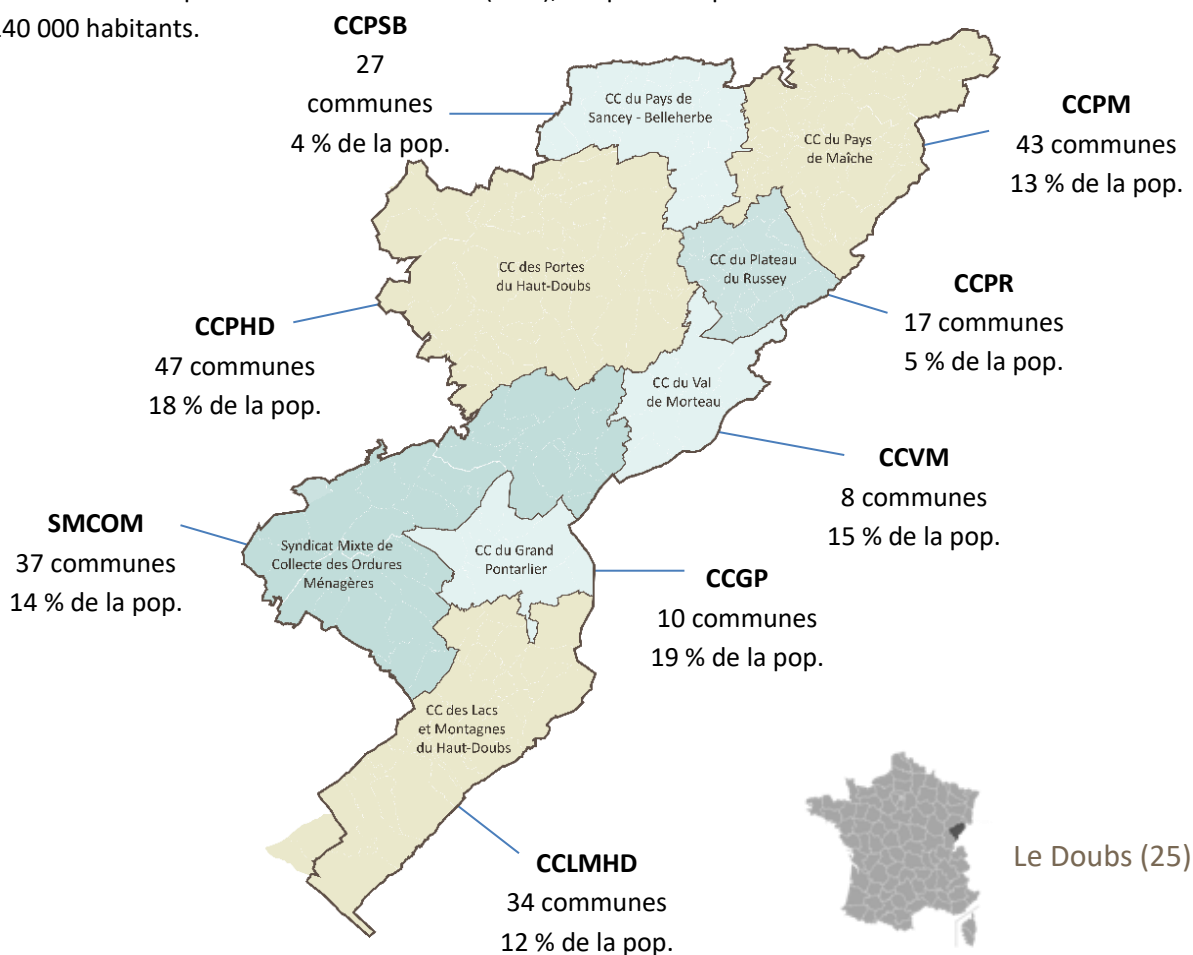 40 000 habitants.
CCPSB
27
communes
4 % de la pop.
CC du Pays de
Sancey - Belleherbe
CC du Pays
de Maîche
CCPM
43 communes
13 % de la pop.
CC des Portes
du Haut-Doubs
CC du Plateau
du Russey
CCPR
17 communes
5 % de la pop.
CCPHD
47 communes
18 % de la pop.
CC du Val
de Morteau
CCVM
8 communes
15 % de la pop.
SMCOM
37 communes
14 % de la pop.
Syndicat Mixte de
Collecte des Ordures
Ménagères
CC du Grand
Pontarlier
CCGP
10 communes
19 % de la pop.
CC des Lacs
et Montagnes
du Haut-Doubs
CCLMHD
34 communes
12 % de la pop.
Le Doubs (25)